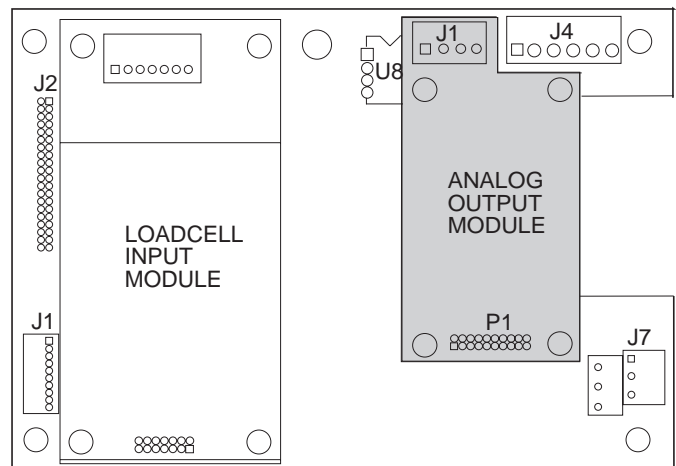 J1
J4
U8
J2
ANALOG
OUTPUT
MODULE
LOADCELL
INPUT
MODULE
J1
P1
J7